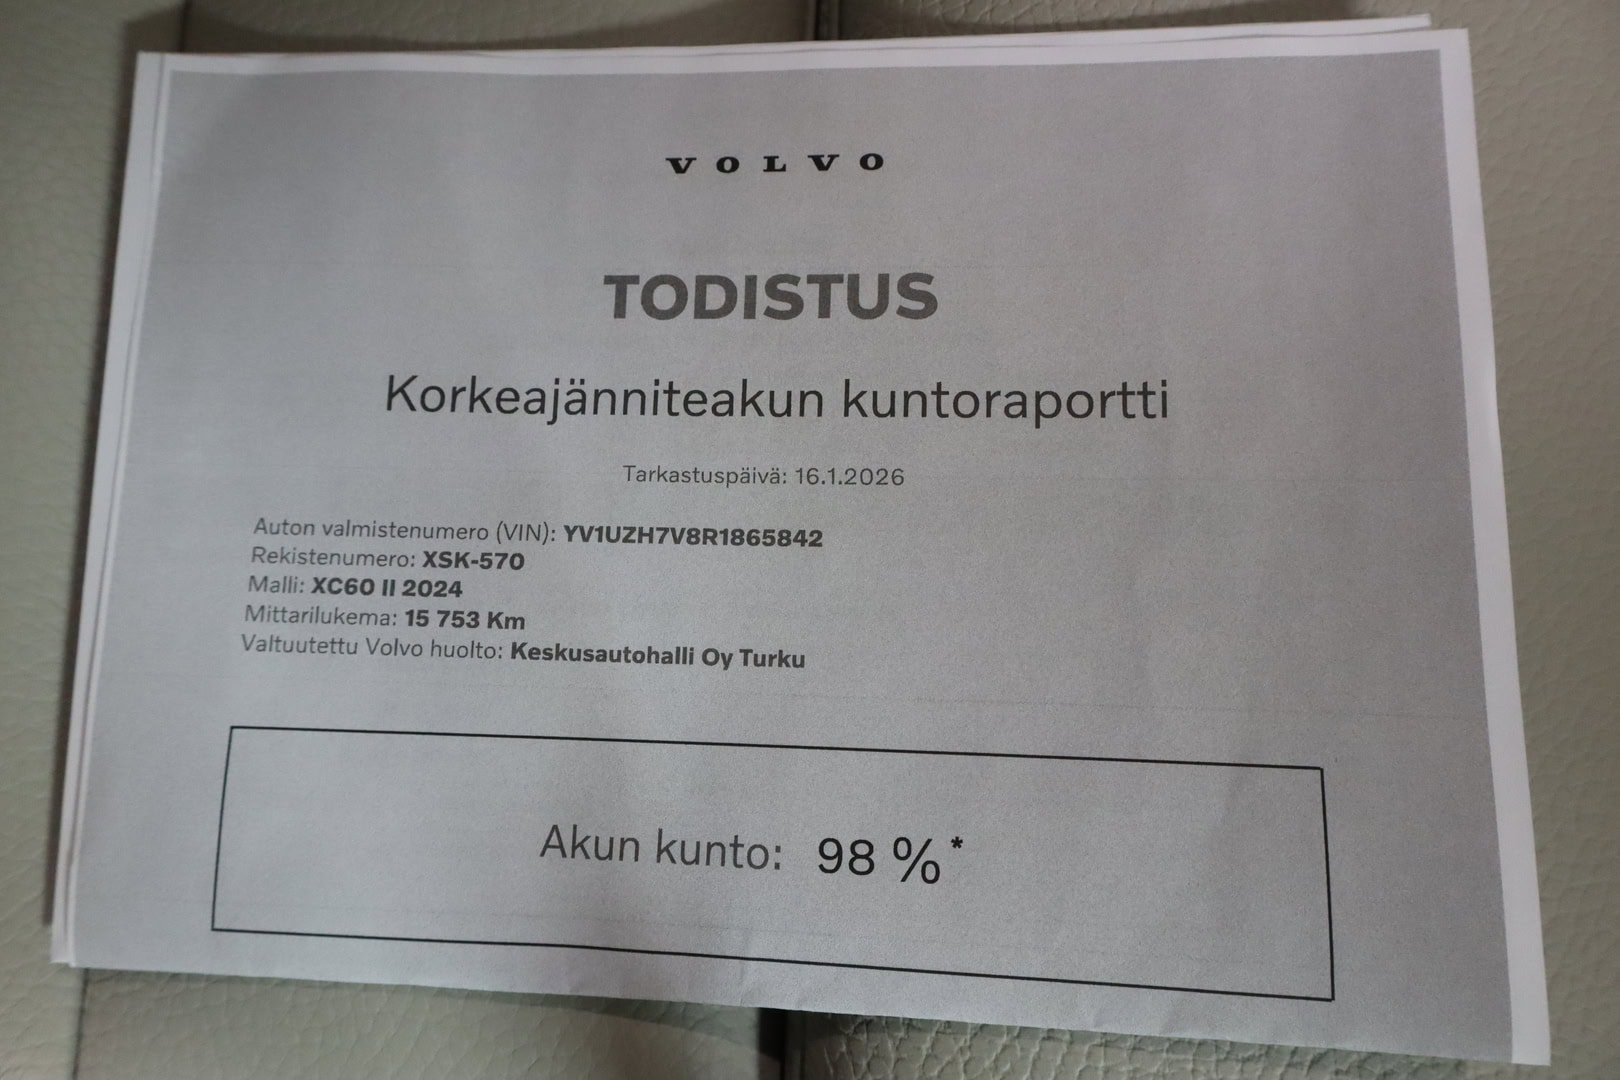 VOLVO
TODISTUS
Korkeajänniteakun kuntoraportti
Tarkastuspäivä: 16.1.2026
Auton valmistenumero (VIN): YV1UZH7V8R1865842
Rekistenumero: XSK-570
Malli: XC60 II 2024
Mittarilukema: 15 753 Km
Valtuutettu Volvo huolto: Keskusautohalli Oy Turku
Akun kunto: 98 %*